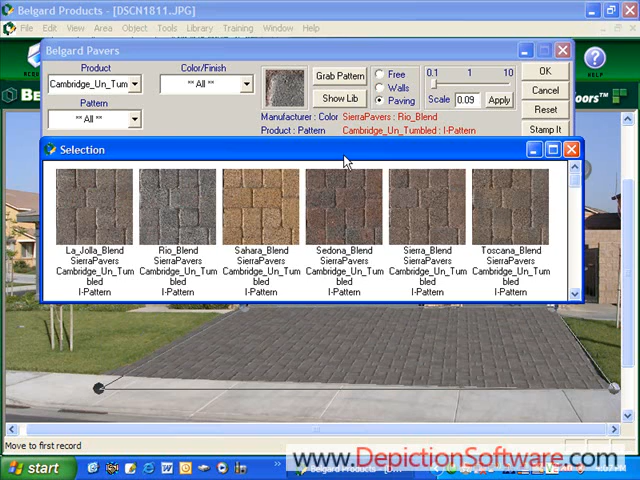 Belgard Products - [DSCN1811.JPG]
File Edit View Object Tools Library Area Training Window Help
Belgard Pavers
Product
Color/Finish
Cambridge_Un_Tum
** All **
Pattern
** All **
Grab Pattern
Show Lib
Free
Walls
Paving
0.1 1 10
Scale 0.09 Apply
OK
Cancel
Reset
Stamp It
HELP
Manufacturer : Color SierraPavers : Rio_Blend
Product : Pattern Cambridge_Un_Tumbled : I-Pattern
Selection
La_Jolla_Blend
SierraPavers
Cambridge_Un_Tum
bled
I-Pattern
Rio_Blend
SierraPavers
Cambridge_Un_Tum
bled
I-Pattern
Sahara_Blend
SierraPavers
Cambridge_Un_Tum
bled
I-Pattern
Sedona_Blend
SierraPavers
Cambridge_Un_Tum
bled
I-Pattern
Sierra_Blend
SierraPavers
Cambridge_Un_Tum
bled
I-Pattern
Toscana_Blend
SierraPavers
Cambridge_Un_Tum
bled
I-Pattern
Move to first record
start
Belgard Products - [D...
www.DepictionSoftware.com